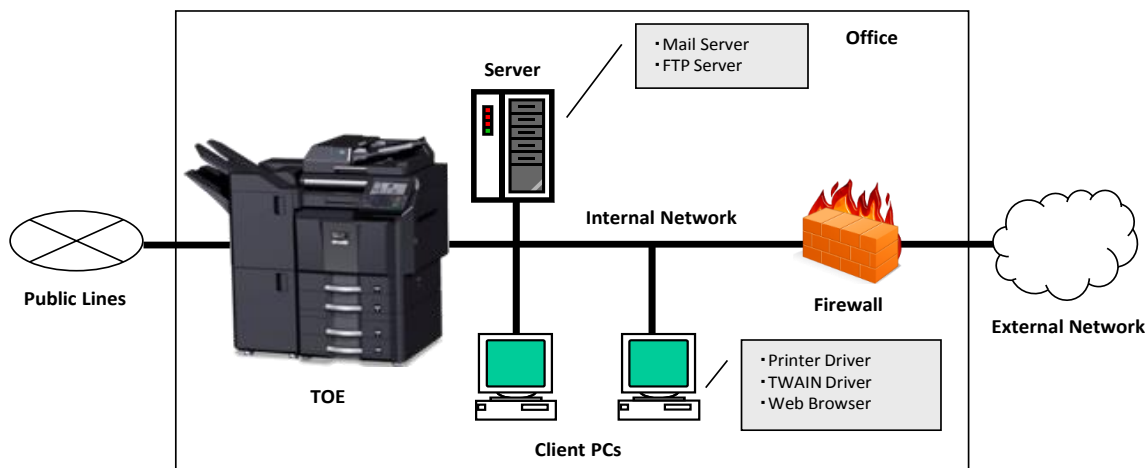 Office
・Mail Server
・FTP Server
Server
Internal Network
Public Lines
Firewall
External Network
TOE
・Printer Driver
・TWAIN Driver
・Web Browser
Client PCs